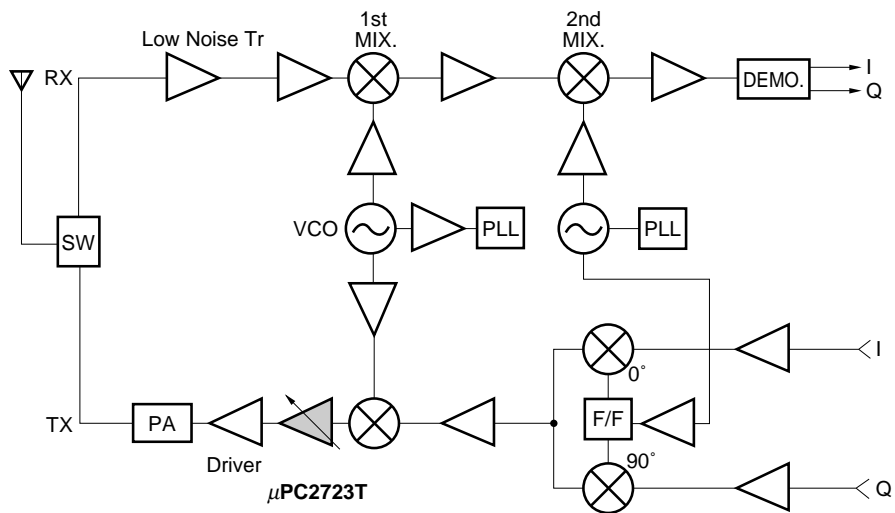 1st
MIX.
2nd
MIX.
Low Noise Tr
RX
DEMO.
I
Q
VCO
PLL
PLL
SW
I
0°
F/F
TX
PA
90°
Driver
µPC2723T
Q